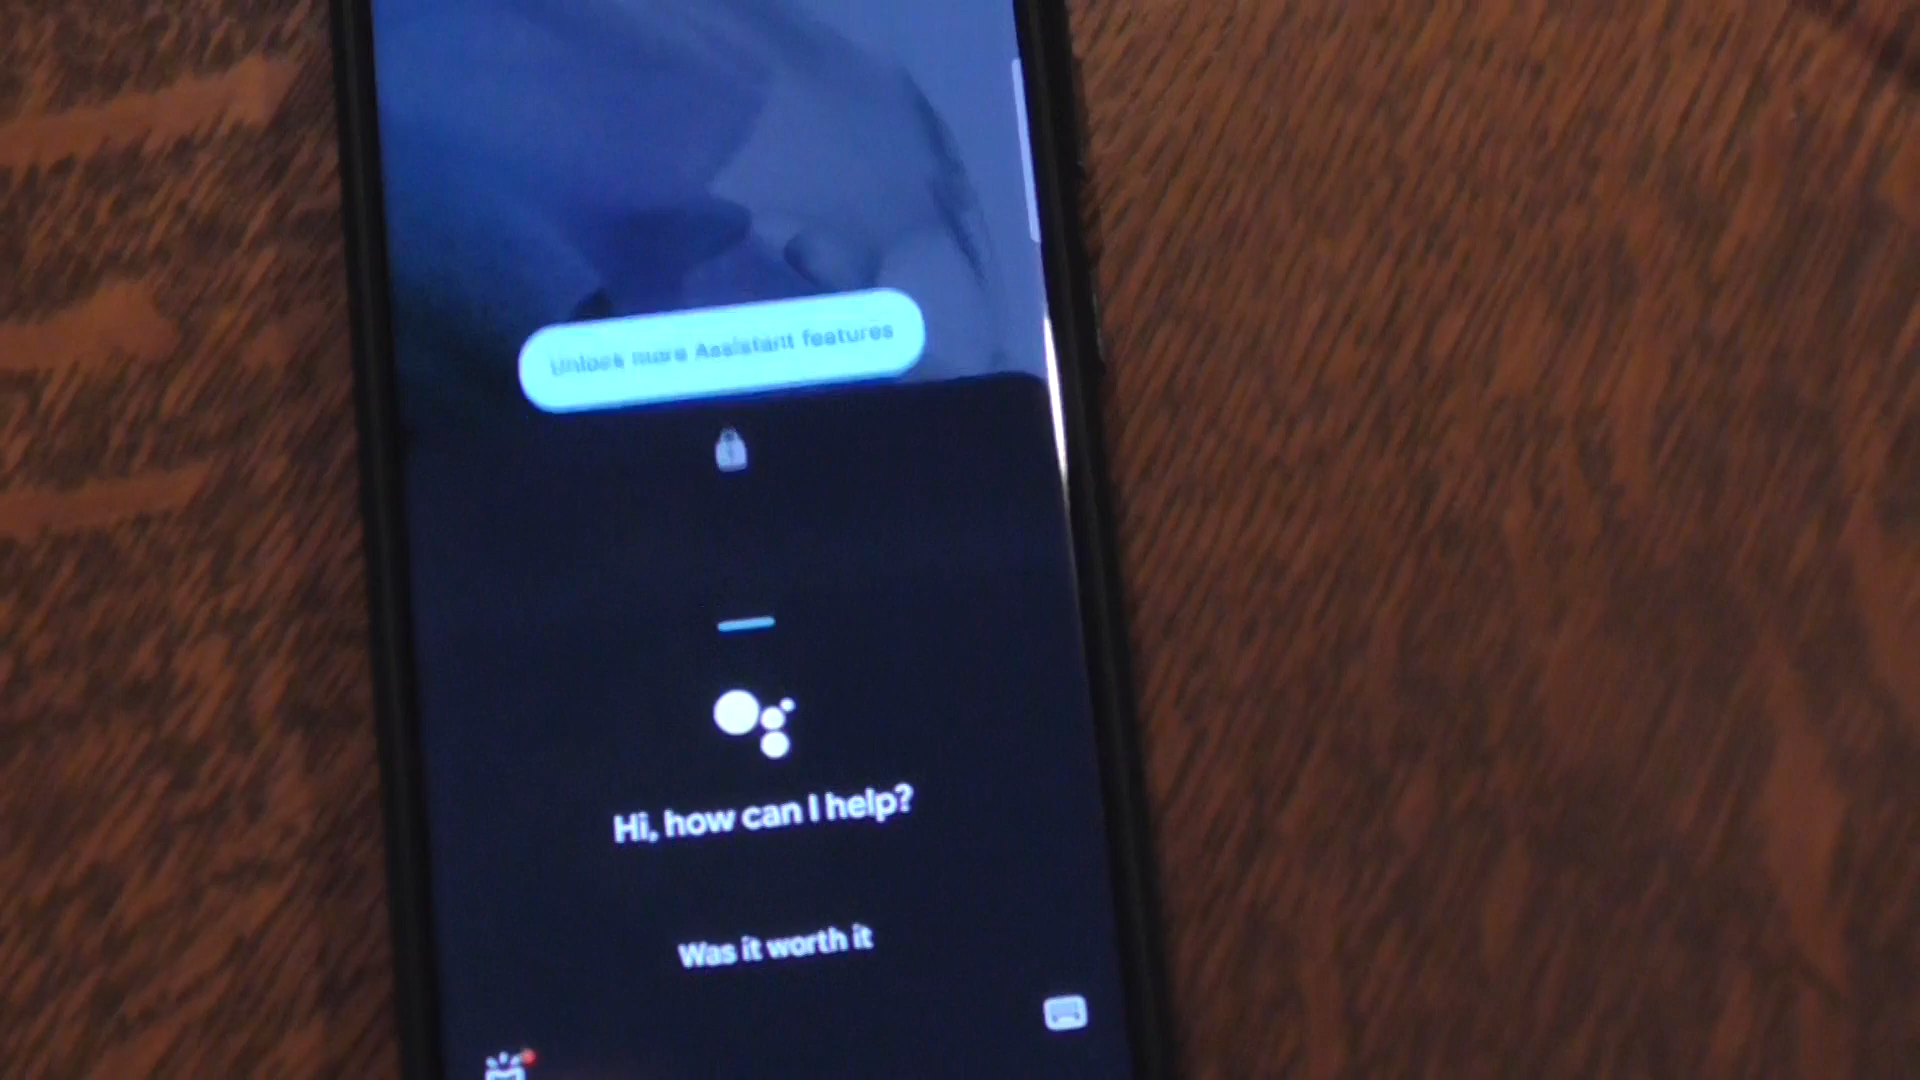 Unlock more Assistant features
Hi, how can I help?
Was it worth it